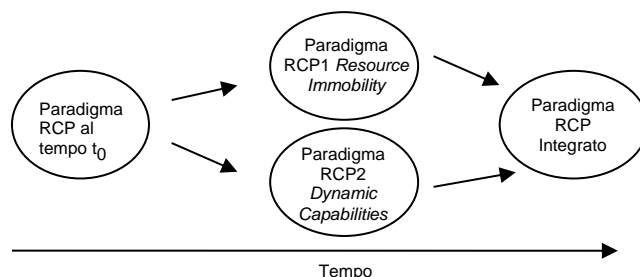 Paradigma
RCP al
tempo t0
Paradigma
RCP1 Resource
Immobility
Paradigma
RCP2
Dynamic
Capabilities
Paradigma
RCP
Integrato
Tempo